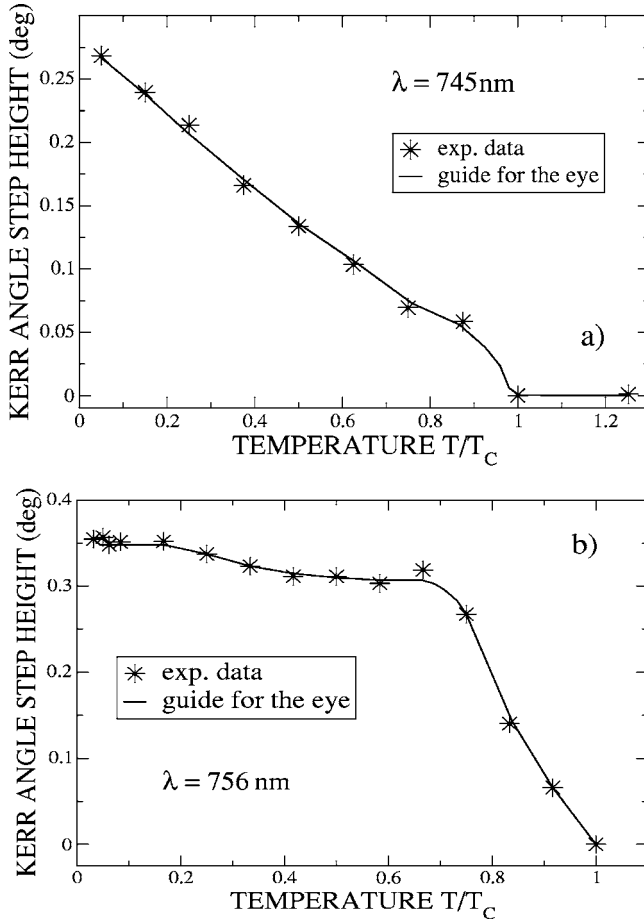 KERR ANGLE STEP HEIGHT (deg)
0.25
0.2
0.15
0.1
0.05
0
λ = 745nm
exp. data
guide for the eye
a)
0 0.2 0.4 0.6 0.8 1 1.2
TEMPERATURE T/T_C
KERR ANGLE STEP HEIGHT (deg)
0.4
0.3
0.2
0.1
0
b)
exp. data
guide for the eye
λ = 756 nm
0 0.2 0.4 0.6 0.8 1
TEMPERATURE T/T_C